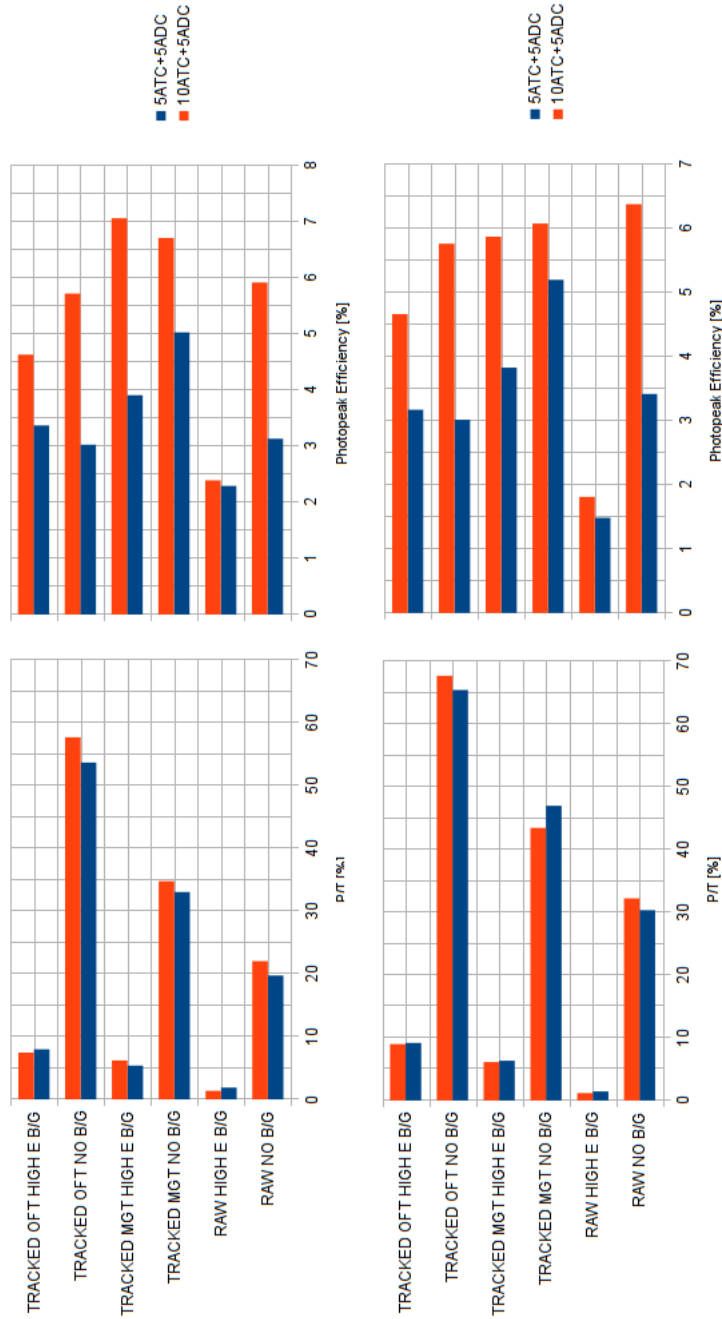 TRACKED OFT HIGH E B/G
TRACKED OFT NO B/G
TRACKED MGT HIGH E B/G
TRACKED MGT NO B/G
RAW HIGH E B/G
RAW NO B/G
0 10 20 30 40 50 60 70
P/T [%]
0 1 2 3 4 5 6 7 8
Photopeak Efficiency [%]
5ATC+5ADC
10ATC+5ADC
TRACKED OFT HIGH E B/G
TRACKED OFT NO B/G
TRACKED MGT HIGH E B/G
TRACKED MGT NO B/G
RAW HIGH E B/G
RAW NO B/G
0 10 20 30 40 50 60 70
P/T [%]
0 1 2 3 4 5 6 7
Photopeak Efficiency [%]
5ATC+5ADC
10ATC+5ADC